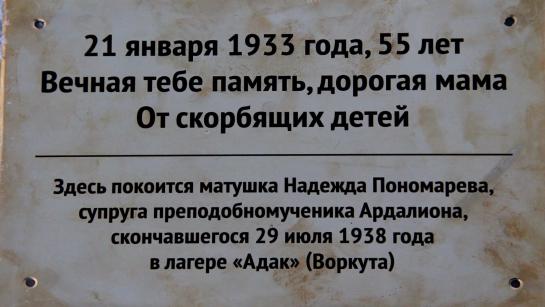 21 января 1933 года, 55 лет
Вечная тебе память, дорогая мама
От скорбящих детей
Здесь покоится матушка Надежда Пономарева,
супруга преподобномученика Ардалиона,
скончавшегося 29 июля 1938 года
в лагере «Адак» (Воркута)